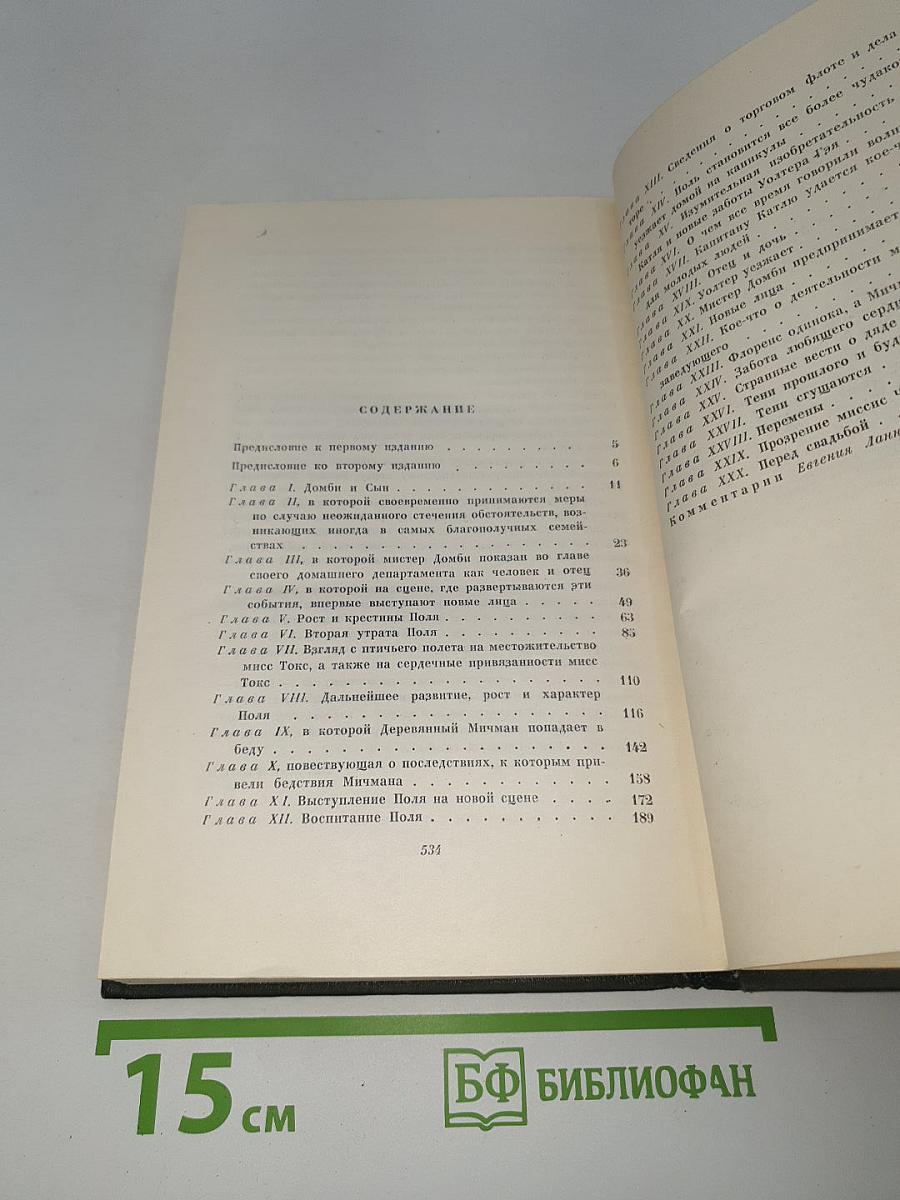 СОДЕРЖАНИЕ
Предисловие к первому изданию . . . . . . . . . 5
Предисловие ко второму изданию . . . . . . . . . 6
Глава I. Домби и Сын . . . . . . . . . . . . . 11
Глава II, в которой своевременно принимаются меры
по случаю неожиданного стечения обстоятельств, воз-
никающих иногда в самых благополучных семей-
ствах . . . . . . . . . . . . . . . . . . 23
Глава III, в которой мистер Домби показан во главе
своего домашнего департамента как человек и отец 36
Глава IV, в которой на сцене, где развертываются эти
события, впервые выступают новые лица . . . . . 49
Глава V. Рост и крестины Поля . . . . . . . . . . 63
Глава VI. Вторая утрата Поля . . . . . . . . . . 85
Глава VII. Взгляд с птичьего полета на местожительство
мисс Токс, а также на сердечные привязанности мисс
Токс . . . . . . . . . . . . . . . . . . . 110
Глава VIII. Дальнейшее развитие, рост и характер
Поля . . . . . . . . . . . . . . . . . . . 116
Глава IX, в которой Деревянный Мичман попадает в
беду . . . . . . . . . . . . . . . . . . . 142
Глава X, повествующая о последствиях, к которым при-
вели бедствия Мичмана . . . . . . . . . . . . 158
Глава XI. Выступление Поля на новой сцене . . . . 172
Глава XII. Воспитание Поля . . . . . . . . . . . 189
534
Глава XIII. Сведения о торговом флоте и дела
торе . . . . . . . . . . .
Глава XIV. Поль становится все более чудако
уезжает домой на каникулы . . . . .
Глава XV. Изумительная изобретательность
Катля и новые заботы Уолтера Гэя . .
Глава XVI. О чем все время говорили волн
Глава XVII. Капитану Катлю удается кое-ч
для молодых людей . . . . . .
Глава XVIII. Отец и дочь . . . . .
Глава XIX. Уолтер уезжает . . . . .
Глава XX. Мистер Домби предпринимает
Глава XXI. Новые лица . . . . .
Глава XXII. Кое-что о деятельности м
заведующего . . . . . . .
Глава XXIII. Флоренс одинока, а Мичм
Глава XXIV. Забота любящего сердц
Глава XXV. Странные вести о дяде
Глава XXVI. Тени прошлого и буд
Глава XXVII. Тени сгущаются . .
Глава XXVIII. Перемены . . . .
Глава XXIX. Прозрение миссис Ч
Глава XXX. Перед свадьбой . .
Комментарии Евгения Ланн
15 см
БФ БИБЛИОФАН